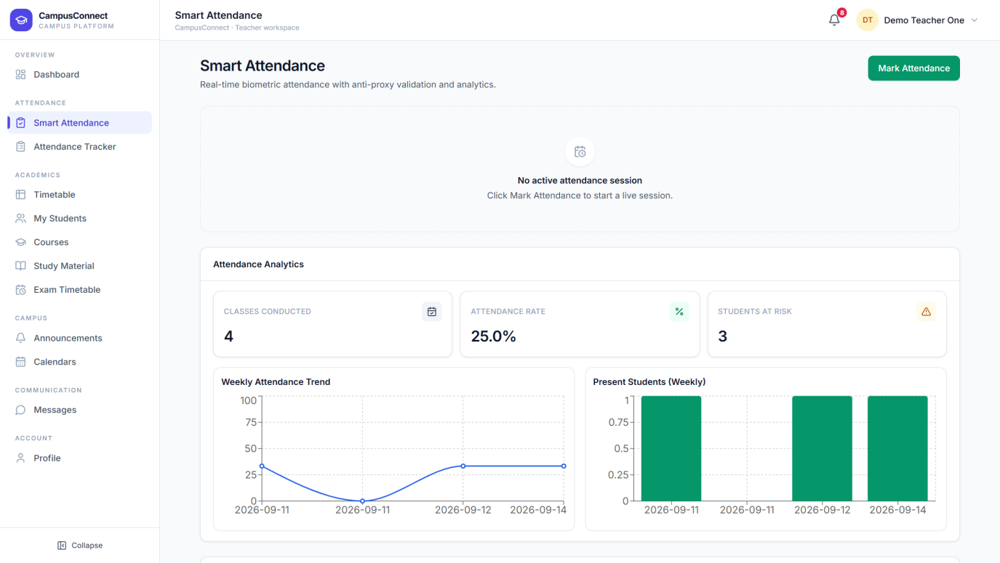 CampusConnect
CAMPUS PLATFORM
OVERVIEW
Dashboard
ATTENDANCE
Smart Attendance
Attendance Tracker
ACADEMICS
Timetable
My Students
Courses
Study Material
Exam Timetable
CAMPUS
Announcements
Calendars
COMMUNICATION
Messages
ACCOUNT
Profile
Collapse
Smart Attendance
CampusConnect · Teacher workspace
8
DT
Demo Teacher One
Smart Attendance
Real-time biometric attendance with anti-proxy validation and analytics.
Mark Attendance
No active attendance session
Click Mark Attendance to start a live session.
Attendance Analytics
CLASSES CONDUCTED
4
ATTENDANCE RATE
25.0%
STUDENTS AT RISK
3
Weekly Attendance Trend
100
75
50
25
0
2026-09-11 2026-09-11 2026-09-12 2026-09-14
Present Students (Weekly)
1
0.75
0.5
0.25
0
2026-09-11 2026-09-11 2026-09-12 2026-09-14